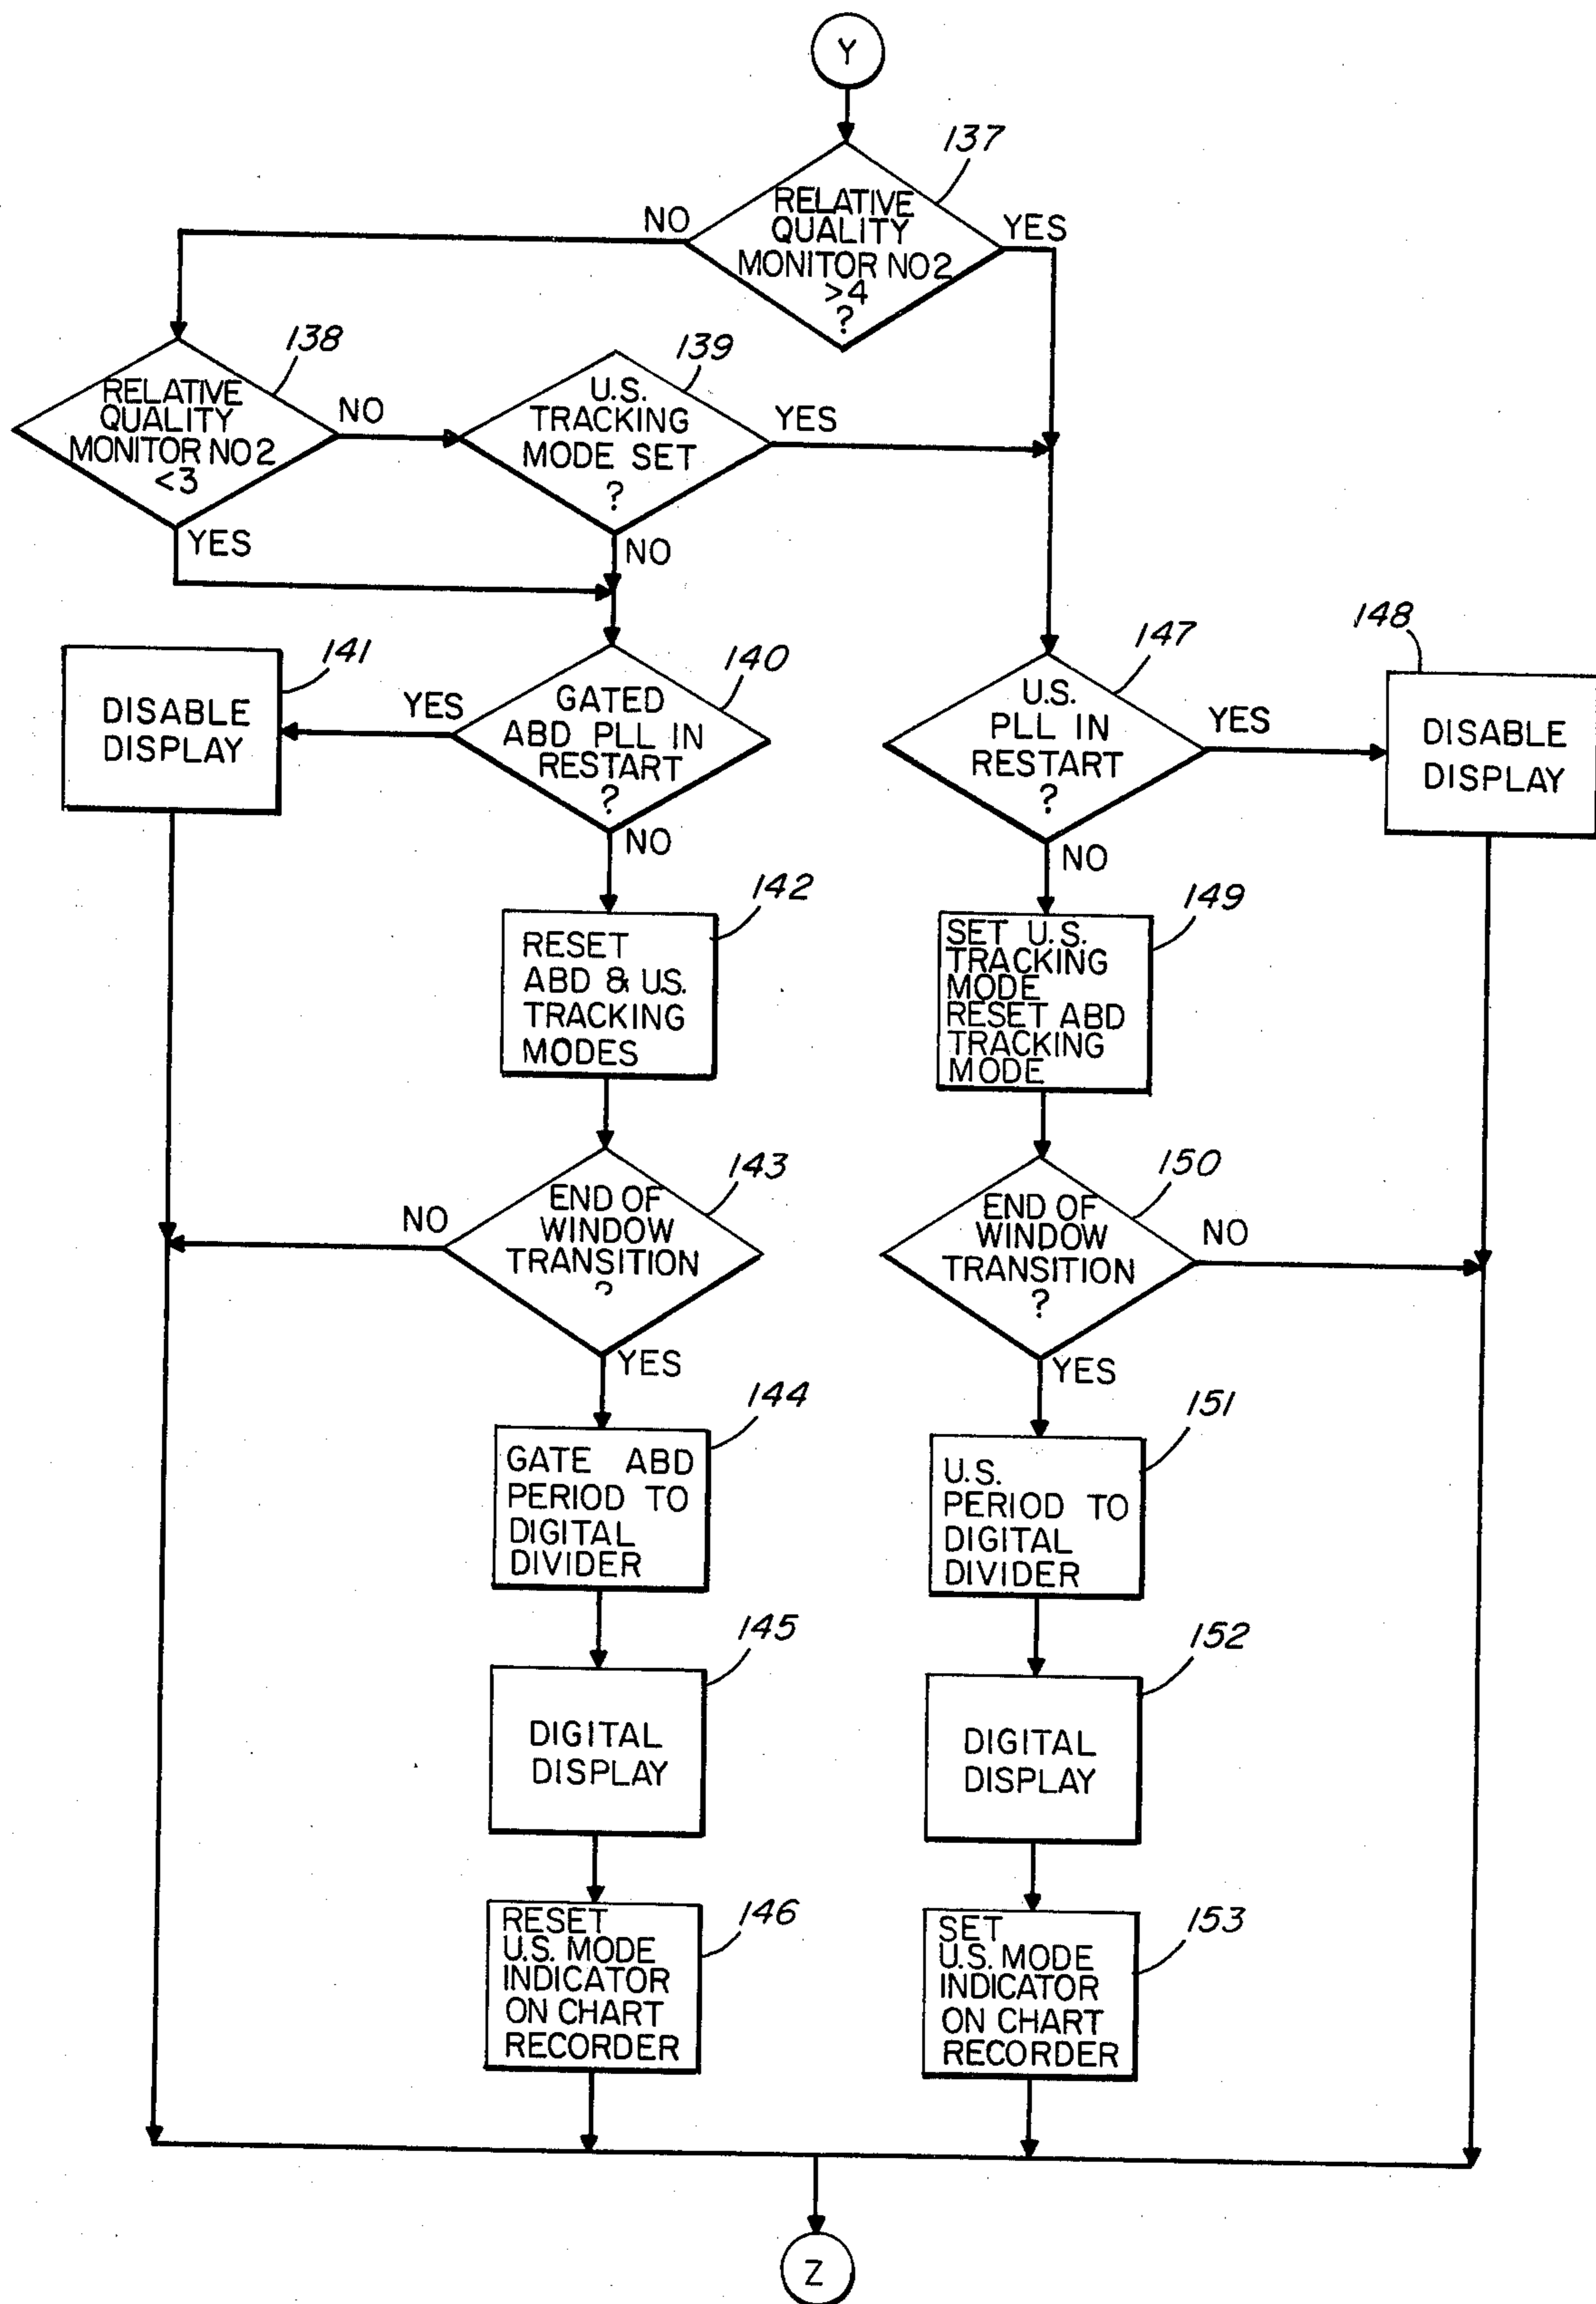 Y
137
RELATIVE
QUALITY
MONITOR NO2
>4
?
NO
YES
138
RELATIVE
QUALITY
MONITOR NO2
<3
NO
YES
139
U.S.
TRACKING
MODE SET
?
YES
NO
141
DISABLE
DISPLAY
140
GATED
ABD PLL IN
RESTART
?
YES
NO
147
U.S.
PLL IN
RESTART
?
YES
NO
148
DISABLE
DISPLAY
142
RESET
ABD & U.S.
TRACKING
MODES
149
SET U.S.
TRACKING
MODE
RESET ABD
TRACKING
MODE
143
END OF
WINDOW
TRANSITION
?
NO
YES
150
END OF
WINDOW
TRANSITION
?
NO
YES
144
GATE ABD
PERIOD TO
DIGITAL
DIVIDER
151
U.S.
PERIOD TO
DIGITAL
DIVIDER
145
DIGITAL
DISPLAY
152
DIGITAL
DISPLAY
146
RESET
U.S. MODE
INDICATOR
ON CHART
RECORDER
153
SET
U.S. MODE
INDICATOR
ON CHART
RECORDER
Z